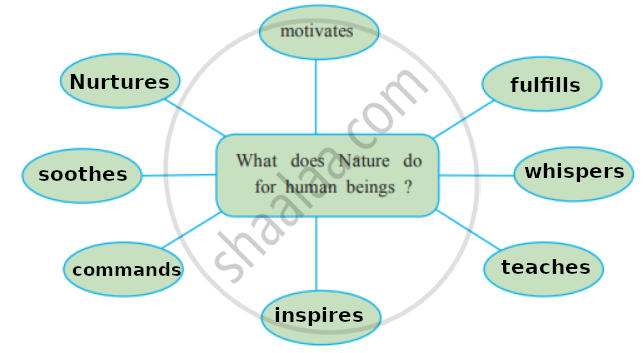 motivates
Nurtures
fulfills
What does Nature do
for human beings ?
soothes
whispers
commands
teaches
inspires
shaalaa.com